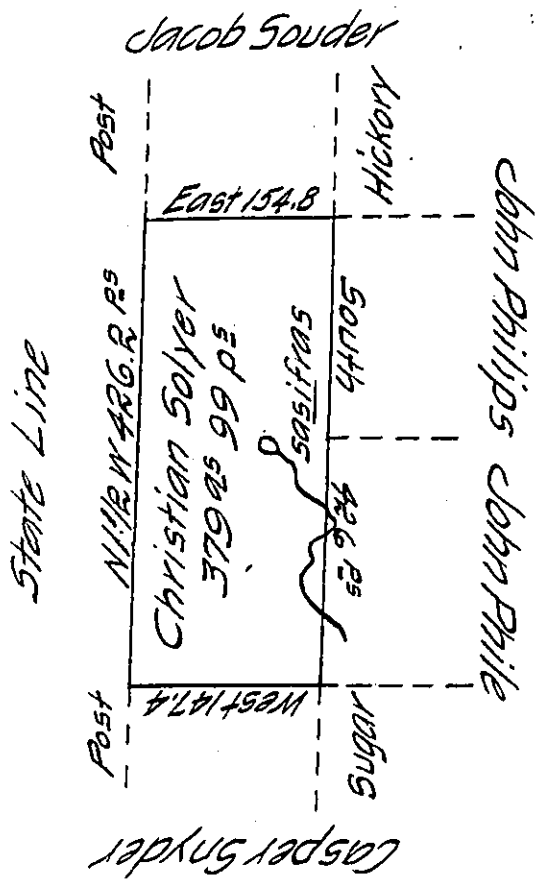 Jacob Souder
Post
Hickory
East 154.8
State Line
N1 1/2 W 426.2 Ps
Christian Solyer
379 as 99 Ps
sasifras
South
426 Ps
John Philips
John Phile
Post
West 147.4
Sugar
Casper Snyder